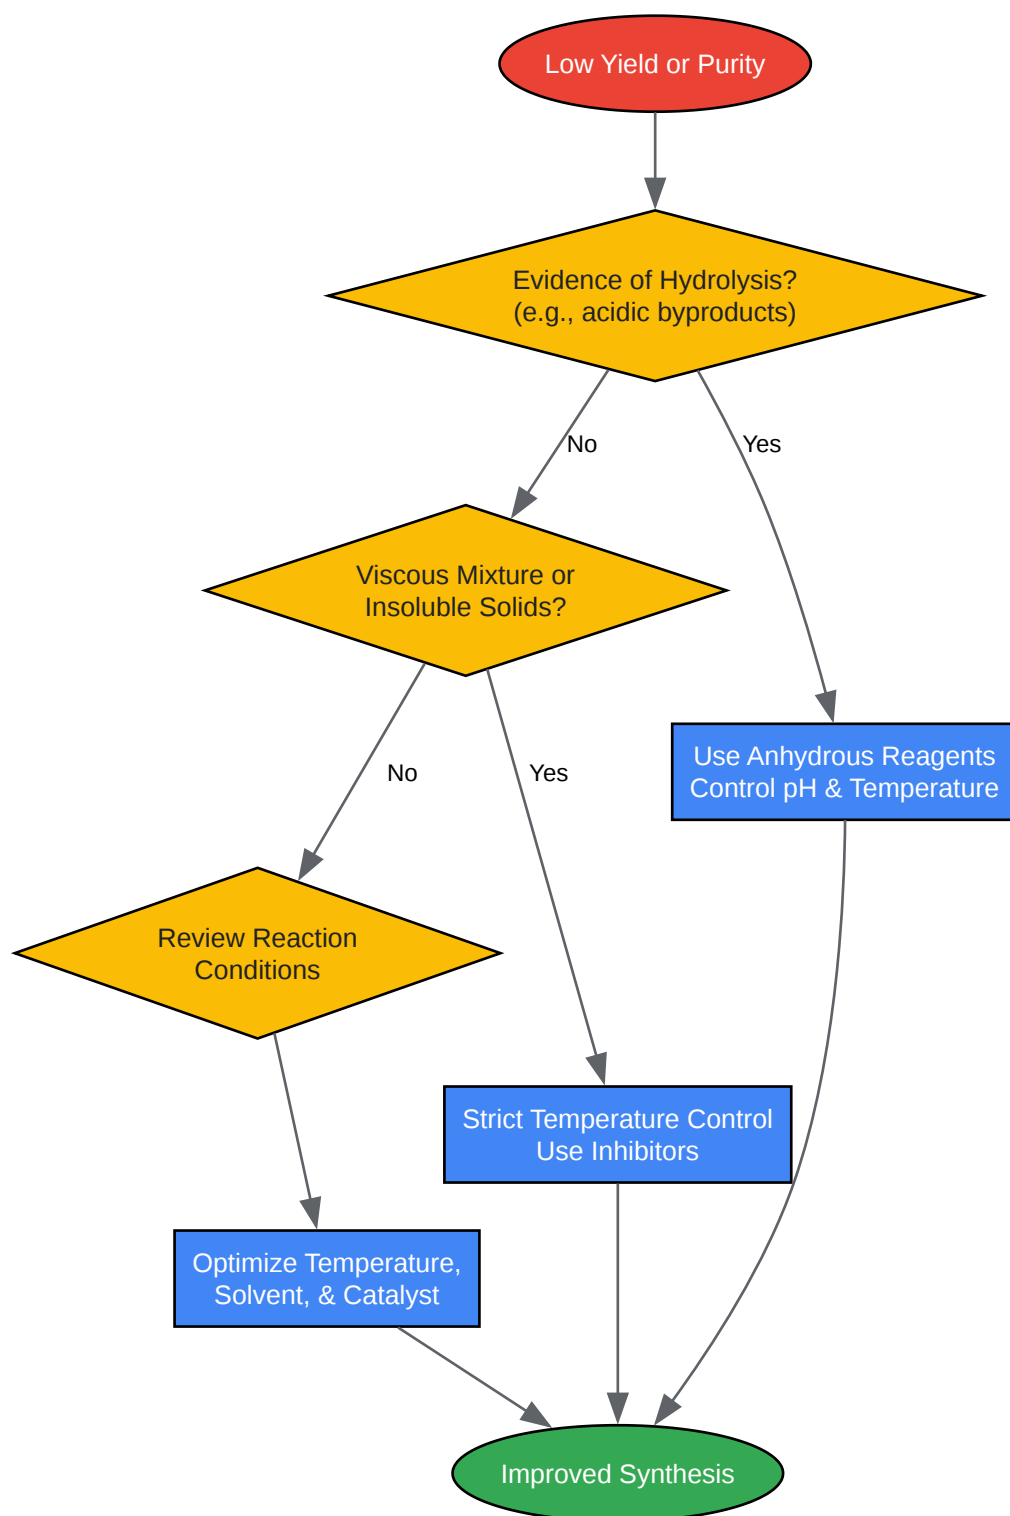 Low Yield or Purity
Evidence of Hydrolysis?
(e.g., acidic byproducts)
No
Yes
Viscous Mixture or
Insoluble Solids?
Use Anhydrous Reagents
Control pH & Temperature
No
Yes
Review Reaction
Conditions
Strict Temperature Control
Use Inhibitors
Optimize Temperature,
Solvent, & Catalyst
Improved Synthesis